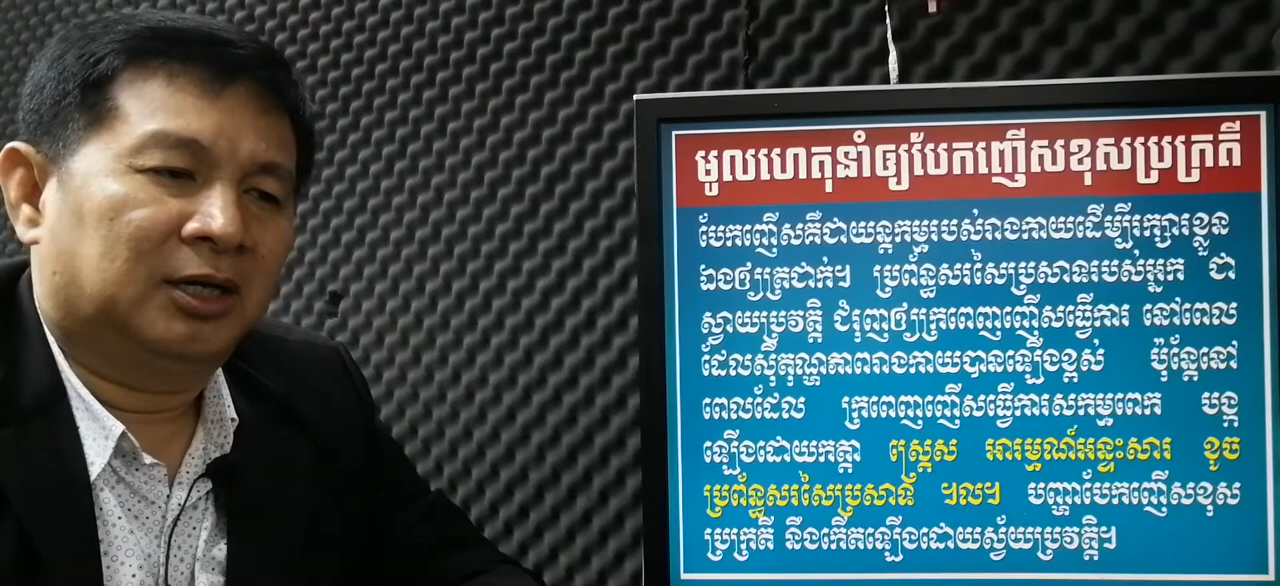 មូលហេតុនាំឲ្យបែកញើសខុសប្រក្រតី
បែកញើសគឺជាយន្តកម្មរបស់រាងកាយដើម្បីរក្សារខ្លួន
ឯងឲ្យត្រជាក់។ ប្រព័ន្ធសរសៃប្រសាទរបស់អ្នក ជា
ស្វាយប្រវត្តិ ជំរុញឲ្យក្រពេញញើសធ្វើការ នៅពេល
ដែលស៊ីតុណ្ហភាពរាងកាយបានឡើងខ្ពស់ ប៉ុន្តែនៅ
ពេលដែល ក្រពេញញើសធ្វើការសកម្មពេក បង្ក
ឡើងដោយកត្តា ស្ត្រេស អារម្មណ៍អន្ទះសារ ខូច
ប្រព័ន្ធសរសៃប្រសាទ ។ល។ បញ្ហាបែកញើសខុស
ប្រក្រតី នឹងកើតឡើងដោយស្វ័យប្រវត្តិ។